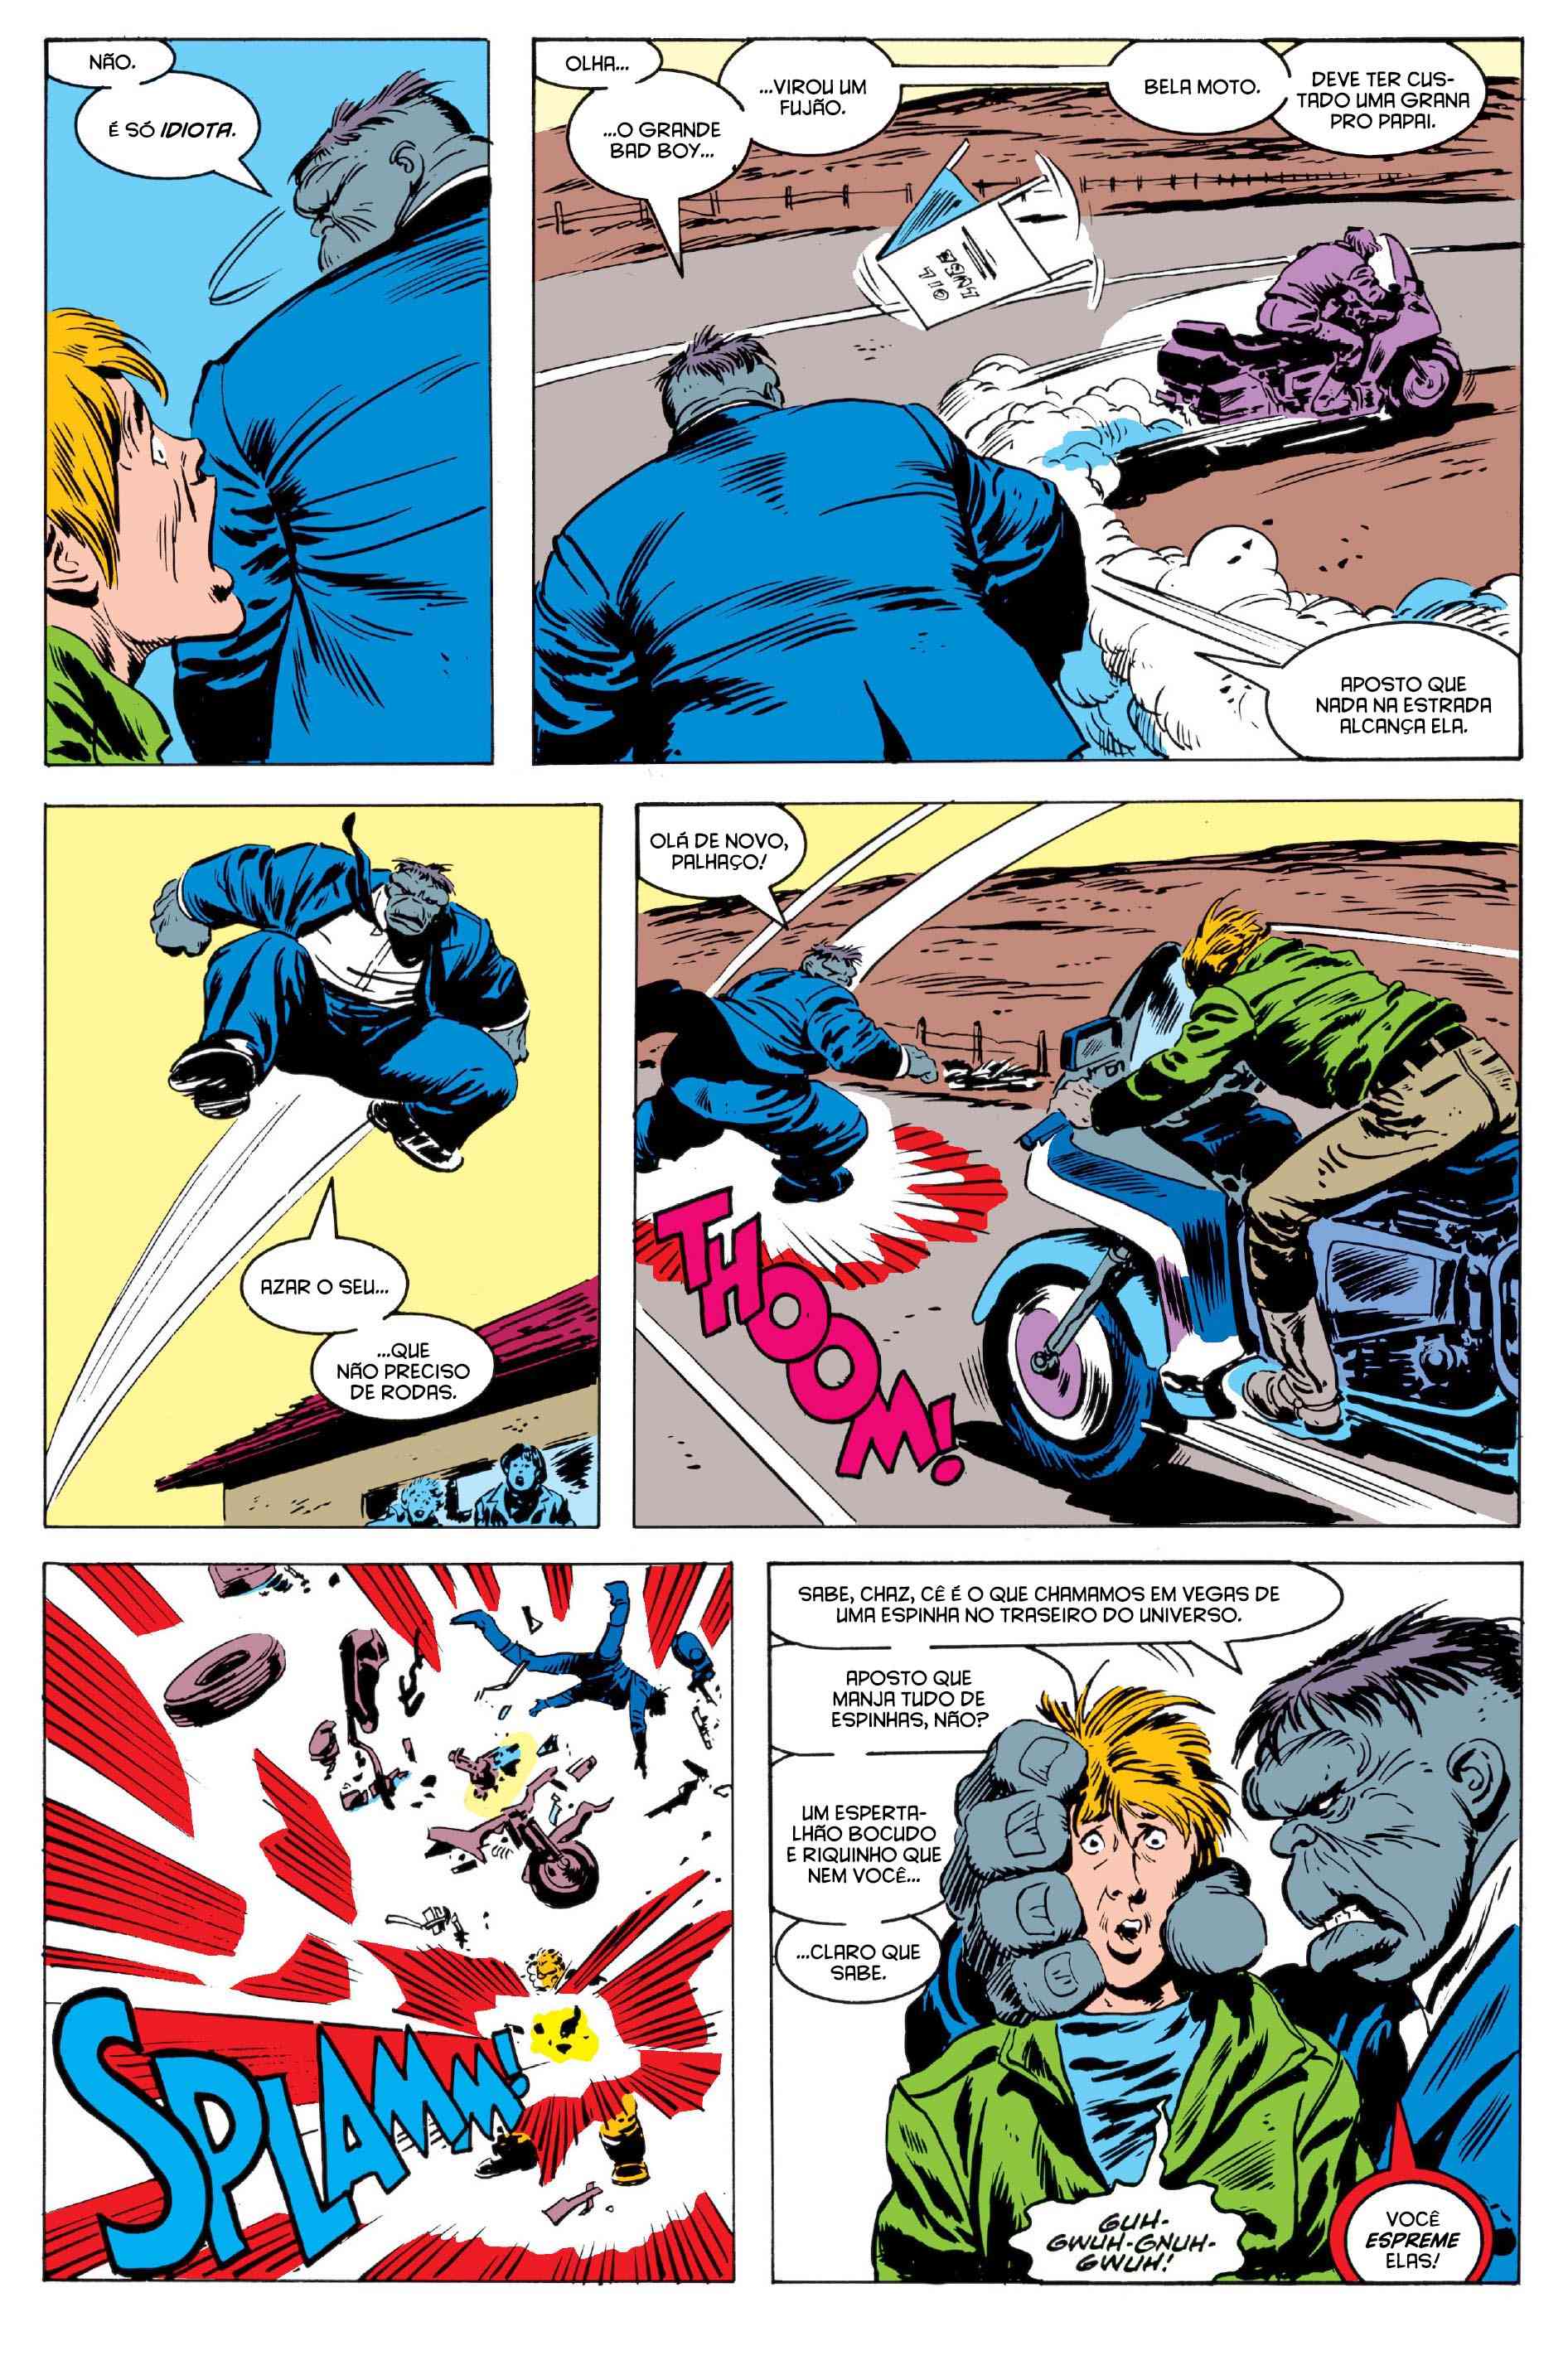 NÃO.
É SÓ IDIOTA.
OLHA...
...O GRANDE
BAD BOY...
...VIROU UM
FUJÃO.
BELA MOTO.
DEVE TER CUS-
TADO UMA GRANA
PRO PAPAI.
OIL
APOSTO QUE
NADA NA ESTRADA
ALCANÇA ELA.
AZAR O SEU...
...QUE
NÃO PRECISO
DE RODAS.
OLÁ DE NOVO,
PALHAÇO!
THOOM!
SPLAMM!
SABE, CHAZ, CÊ É O QUE CHAMAMOS EM VEGAS DE
UMA ESPINHA NO TRASEIRO DO UNIVERSO.
APOSTO QUE
MANJA TUDO DE
ESPINHAS, NÃO?
UM ESPERTA-
LHÃO BOCUDO
E RIQUINHO QUE
NEM VOCÊ...
...CLARO QUE
SABE.
GUH-
GWUH-GNUH-
GWUH!
VOCÊ
ESPREME
ELAS!